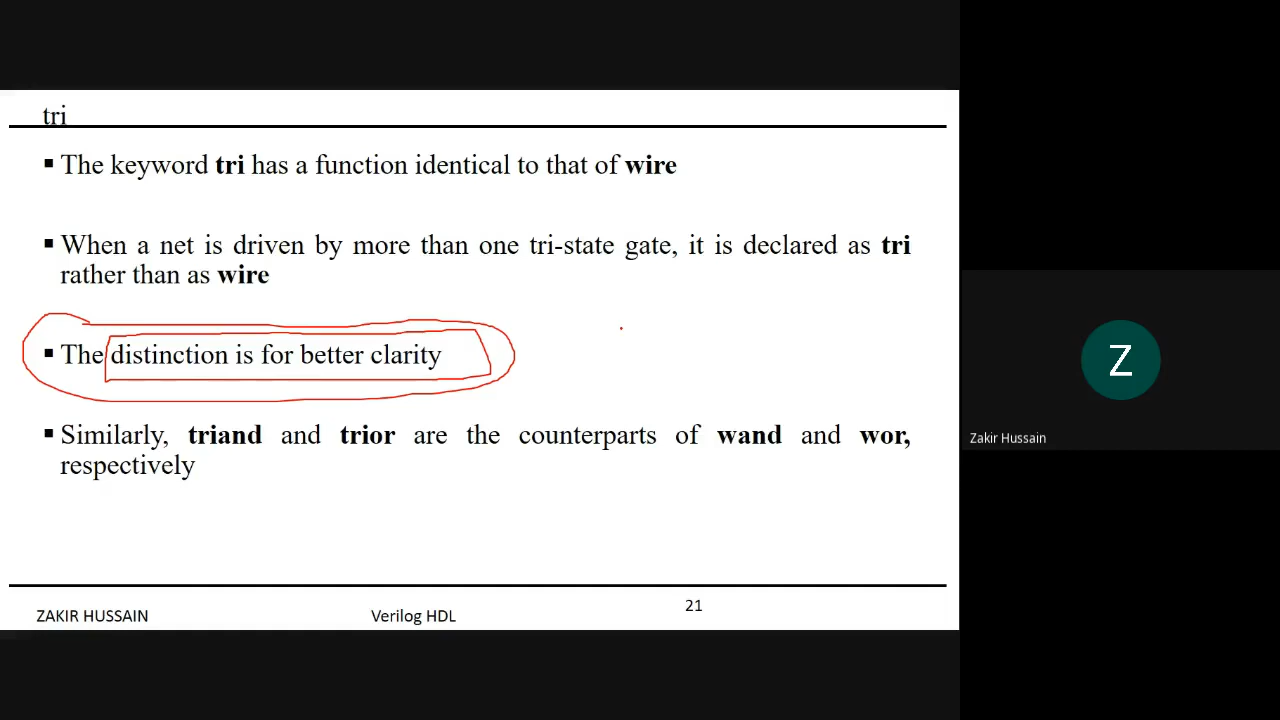 tri
▪ The keyword tri has a function identical to that of wire
▪ When a net is driven by more than one tri-state gate, it is declared as tri
rather than as wire
▪ The distinction is for better clarity
▪ Similarly, triand and trior are the counterparts of wand and wor,
respectively
ZAKIR HUSSAIN
Verilog HDL
21
Z
Zakir Hussain